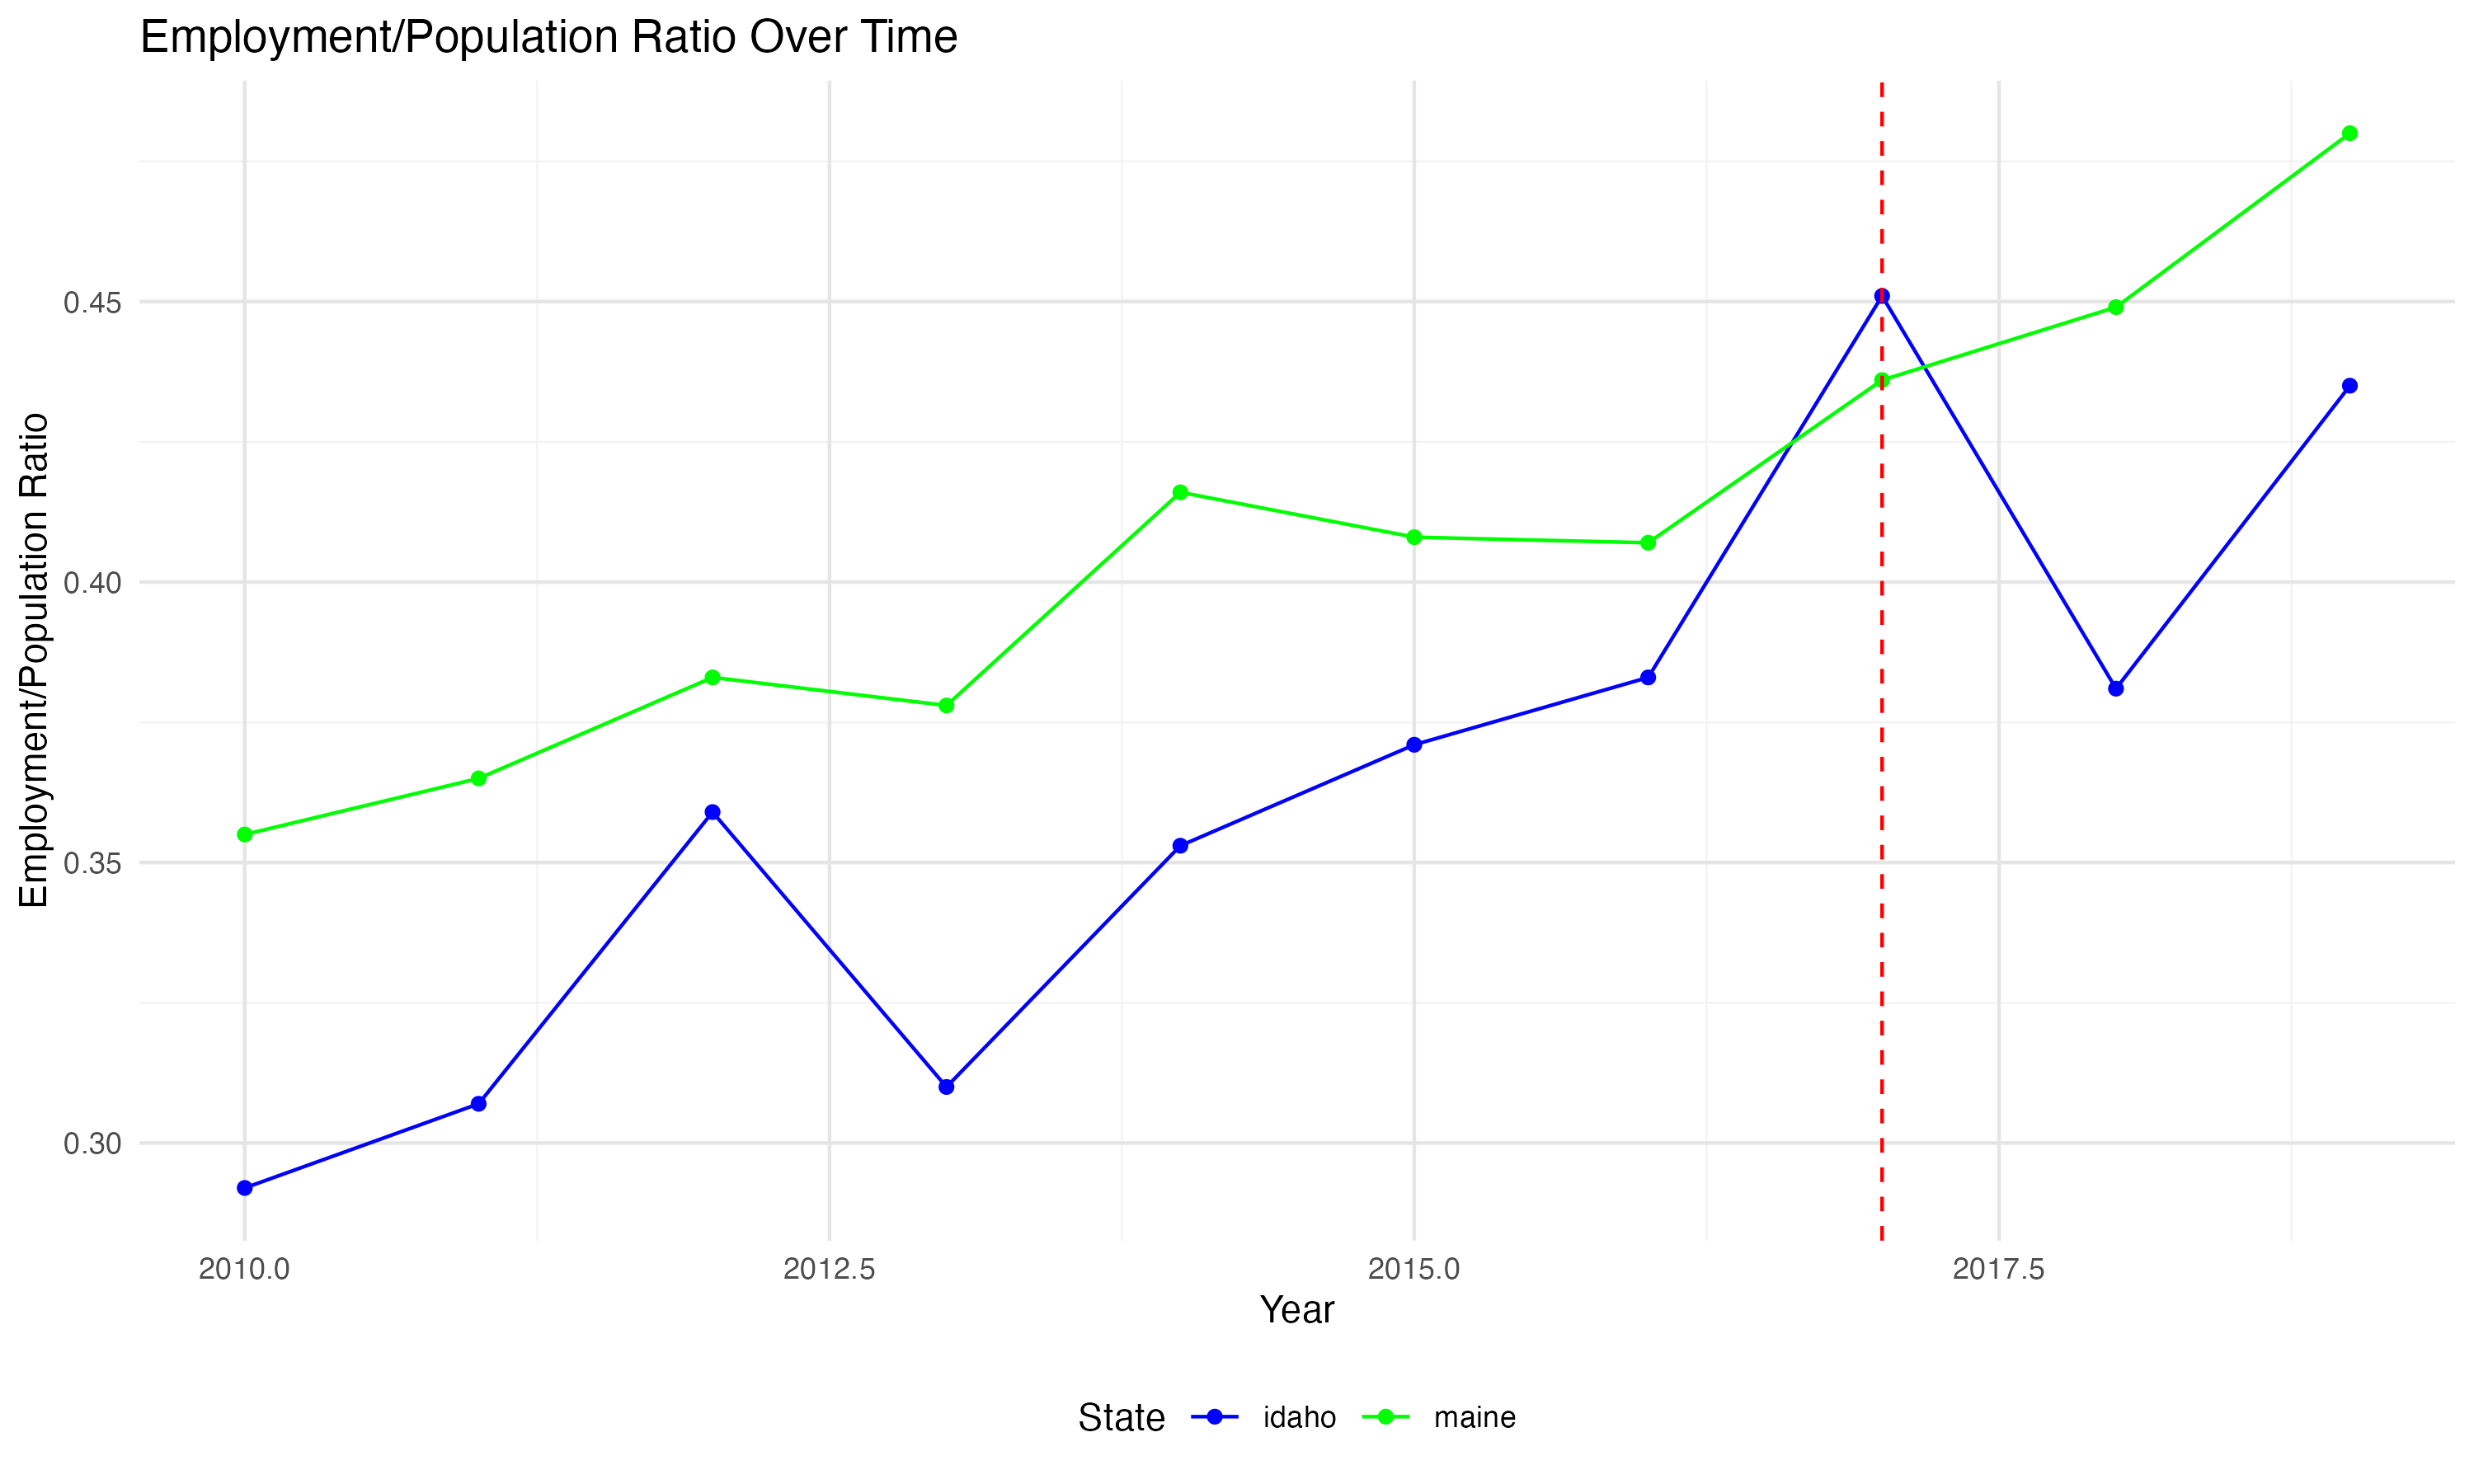 Employment/Population Ratio Over Time
Employment/Population Ratio
0.45
0.40
0.35
0.30
2010.0 2012.5 2015.0 2017.5
Year
State idaho maine